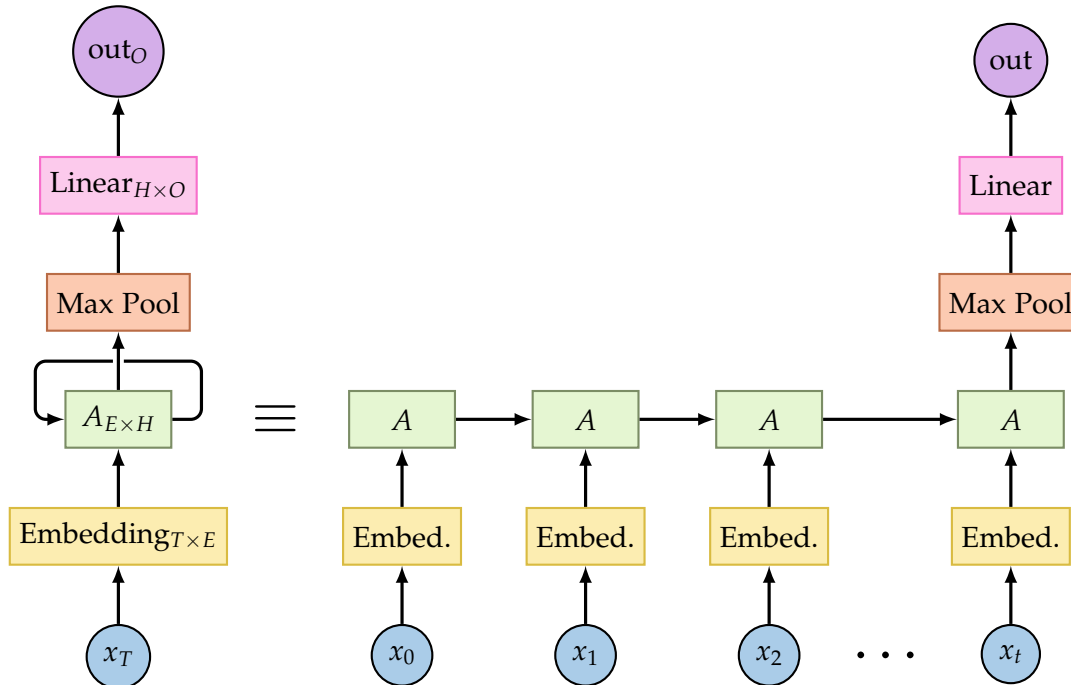 out_O
out
Linear_{H×O}
Linear
Max Pool
Max Pool
A_{E×H}
≡
A
A
A
A
Embedding_{T×E}
Embed.
Embed.
Embed.
Embed.
x_T
x_0
x_1
x_2
· · ·
x_t